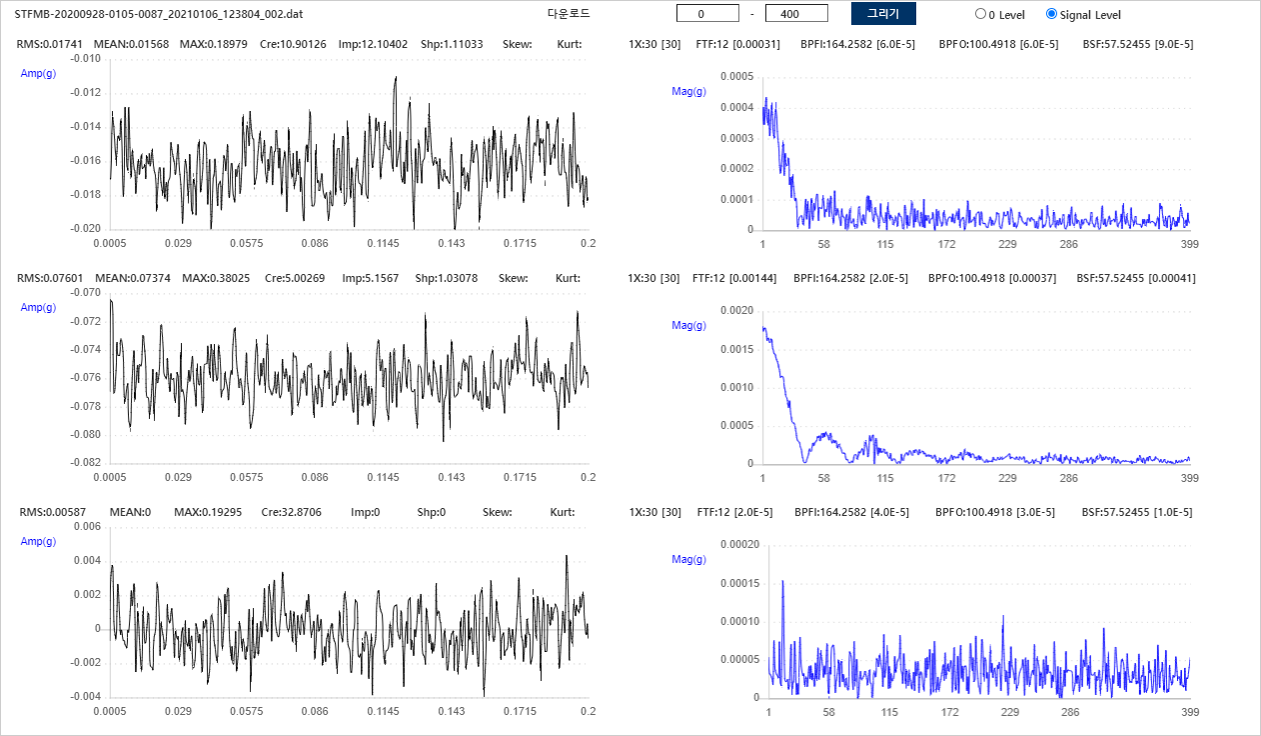 STFMB-20200928-0105-0087_20210106_123804_002.dat 다운로드 0 - 400 그리기 0 Level Signal Level
RMS:0.01741 MEAN:0.01568 MAX:0.18979 Cre:10.90126 Imp:12.10402 Shp:1.11033 Skew: Kurt:
Amp(g)
-0.010
-0.012
-0.014
-0.016
-0.018
-0.020
0.0005 0.029 0.0575 0.086 0.1145 0.143 0.1715 0.2
1X:30 [30] FTF:12 [0.00031] BPFI:164.2582 [6.0E-5] BPFO:100.4918 [6.0E-5] BSF:57.52455 [9.0E-5]
Mag(g)
0.0005
0.0004
0.0003
0.0002
0.0001
0
1 58 115 172 229 286 399
RMS:0.07601 MEAN:0.07374 MAX:0.38025 Cre:5.00269 Imp:5.1567 Shp:1.03078 Skew: Kurt:
Amp(g)
-0.070
-0.072
-0.074
-0.076
-0.078
-0.080
-0.082
0.0005 0.029 0.0575 0.086 0.1145 0.143 0.1715 0.2
1X:30 [30] FTF:12 [0.00144] BPFI:164.2582 [2.0E-5] BPFO:100.4918 [0.00037] BSF:57.52455 [0.00041]
Mag(g)
0.0020
0.0015
0.0010
0.0005
0
1 58 115 172 229 286 399
RMS:0.00587 MEAN:0 MAX:0.19295 Cre:32.8706 Imp:0 Shp:0 Skew: Kurt:
Amp(g)
0.006
0.004
0.002
0
-0.002
-0.004
0.0005 0.029 0.0575 0.086 0.1145 0.143 0.1715 0.2
1X:30 [30] FTF:12 [2.0E-5] BPFI:164.2582 [4.0E-5] BPFO:100.4918 [3.0E-5] BSF:57.52455 [1.0E-5]
Mag(g)
0.00020
0.00015
0.00010
0.00005
0
1 58 115 172 229 286 399